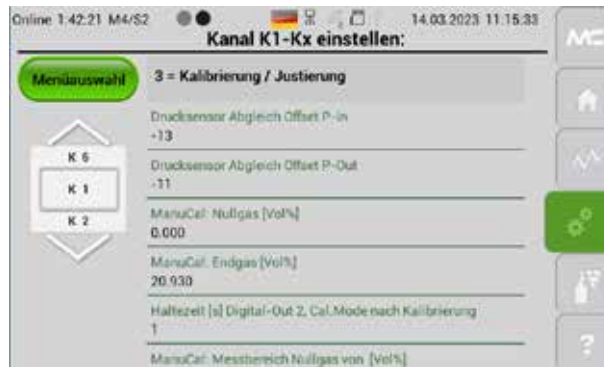 Online 1:42:21 M4/S2
14.03.2023 11:15:33
Kanal K1-Kx einstellen:
MC
Menüauswahl
3 = Kalibrierung / Justierung
Drucksensor Abgleich Offset P-in
-13
K 6
Drucksensor Abgleich Offset P-Out
-11
K 1
K 2
ManuCal: Nullgas [Vol%]
0.000
ManuCal: Endgas [Vol%]
20.930
Haltezeit [s] Digital-Out 2, Cal.Mode nach Kalibrierung
1
ManuCal: Messbereich Nullgas von [Vol%]
?